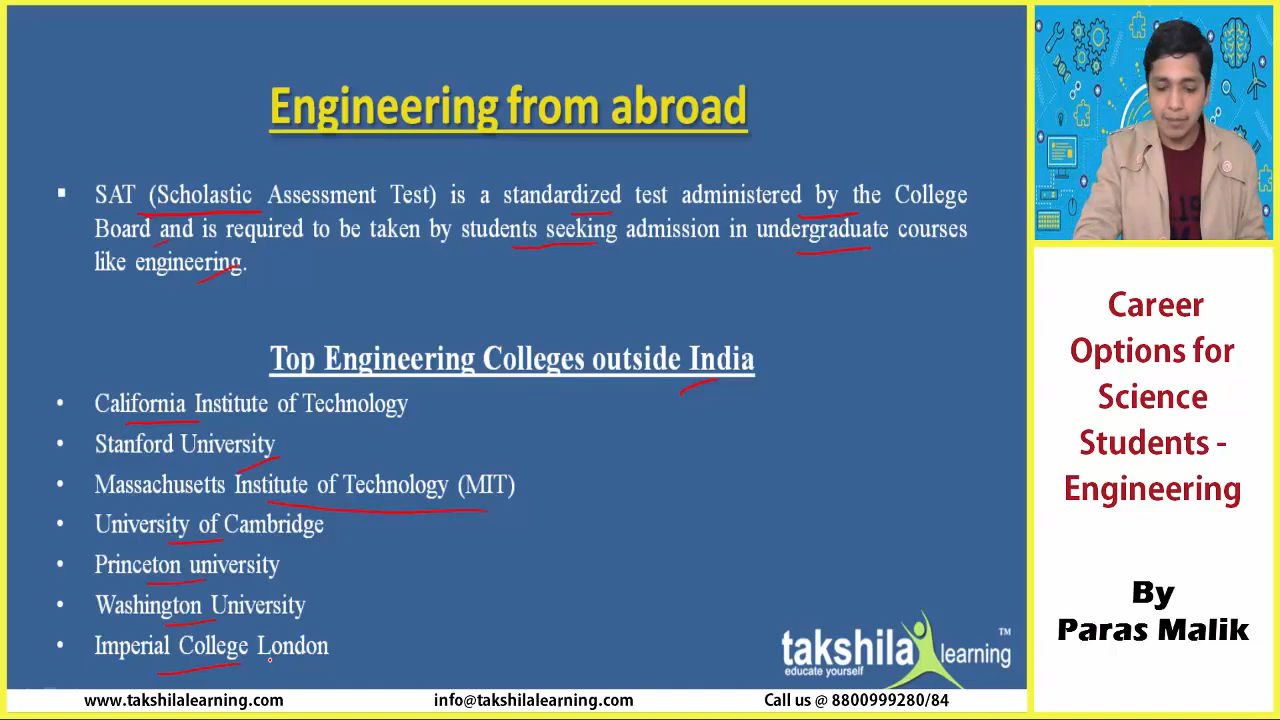 Engineering from abroad
▪ SAT (Scholastic Assessment Test) is a standardized test administered by the College
Board and is required to be taken by students seeking admission in undergraduate courses
like engineering.
Top Engineering Colleges outside India
• California Institute of Technology
• Stanford University
• Massachusetts Institute of Technology (MIT)
• University of Cambridge
• Princeton university
• Washington University
• Imperial College London
takshila learning ™
educate yourself
www.takshilalearning.com info@takshilalearning.com Call us @ 8800999280/84
Career
Options for
Science
Students -
Engineering
By
Paras Malik